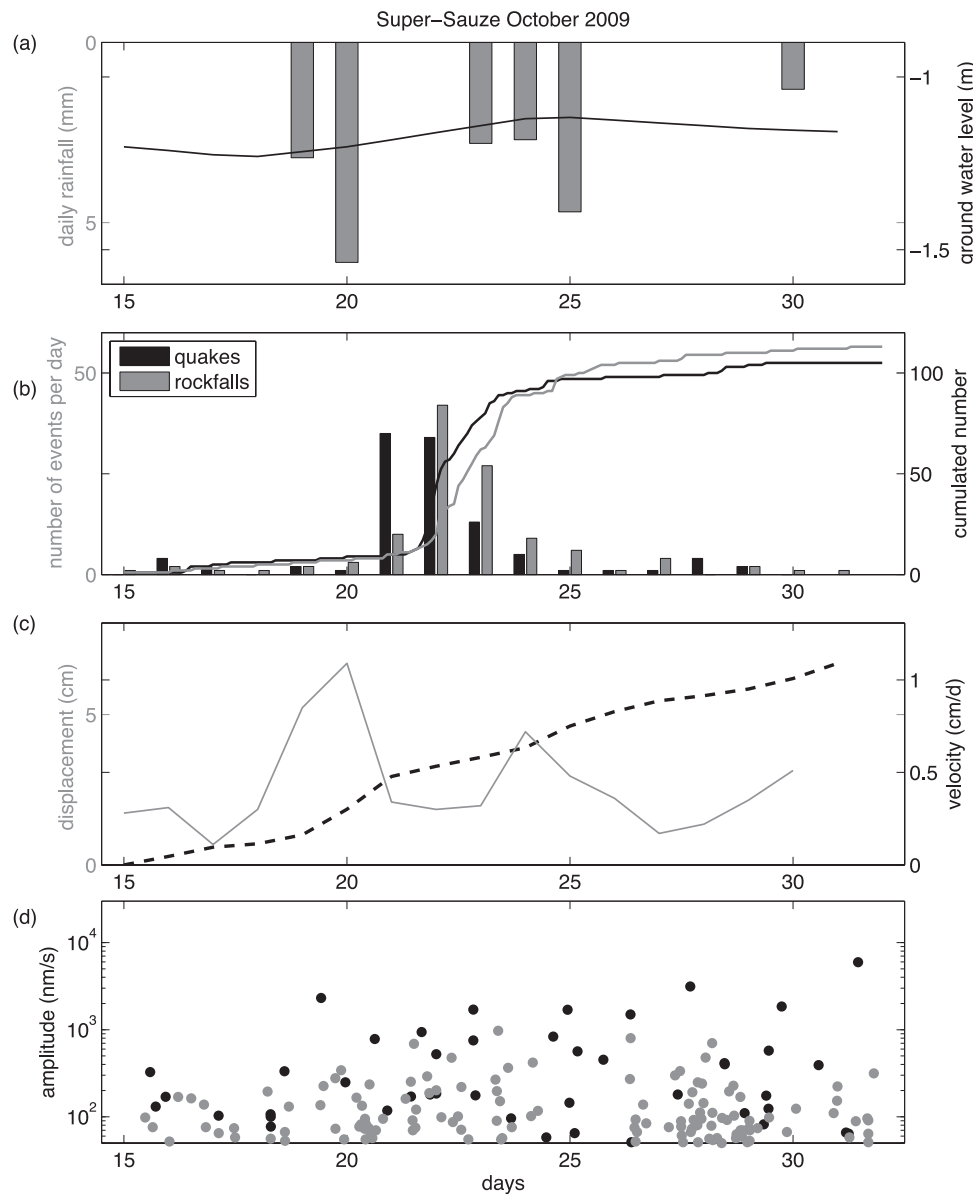 Super−Sauze October 2009
(a)
daily rainfall (mm)
0
5
−1
−1.5
ground water level (m)
15 20 25 30
(b)
number of events per day
50
0
quakes
rockfalls
100
50
0
cumulated number
15 20 25 30
(c)
displacement (cm)
5
0
1
0.5
0
velocity (cm/d)
15 20 25 30
(d)
amplitude (nm/s)
10^4
10^3
10^2
15 20 25 30
days